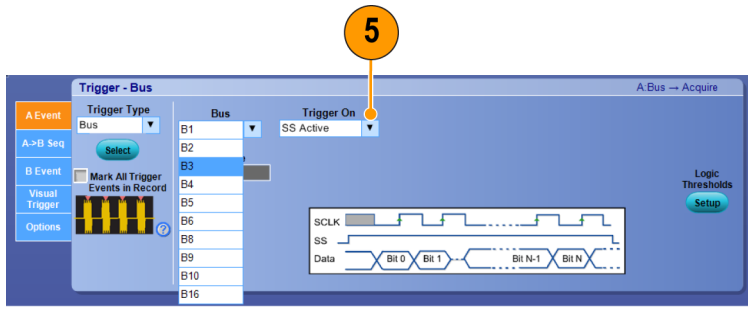 5
Trigger - Bus
A:Bus → Acquire
A Event
A->B Seq
B Event
Visual
Trigger
Options
Trigger Type
Bus
Select
Mark All Trigger
Events in Record
?
Bus
B1
B2
B3
B4
B5
B6
B8
B9
B10
B16
Trigger On
SS Active
SCLK
SS
Data
Bit 0
Bit 1
Bit N-1
Bit N
Logic
Thresholds
Setup